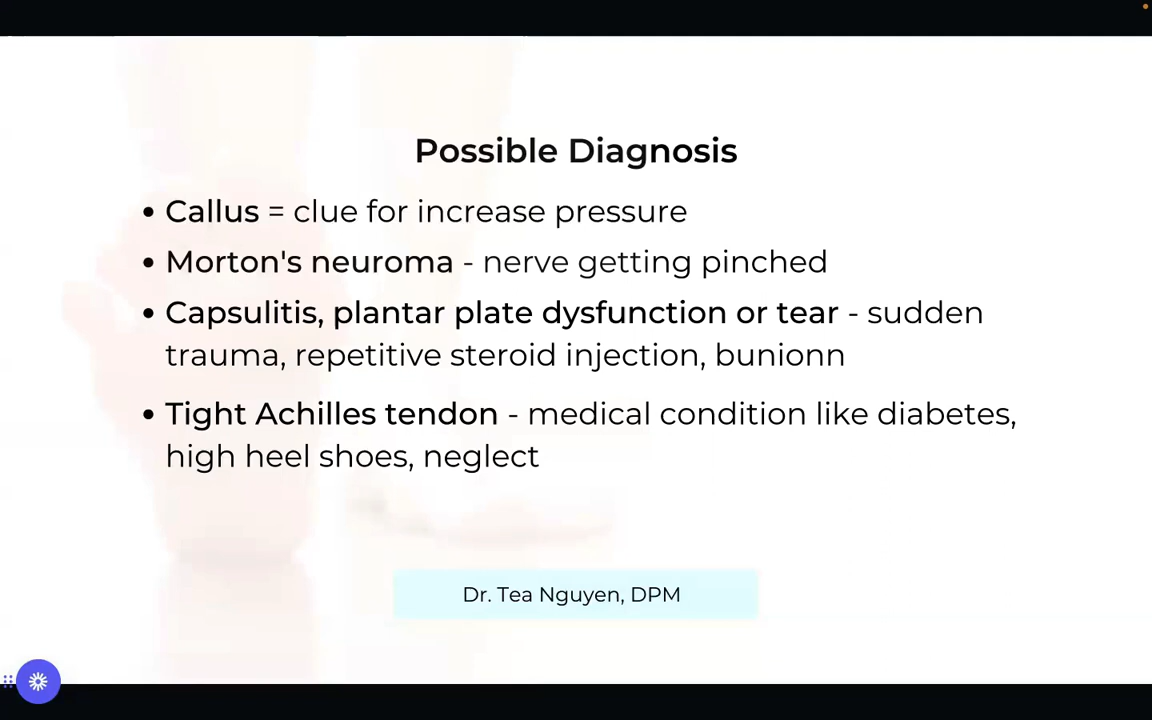 Possible Diagnosis
• Callus = clue for increase pressure
• Morton's neuroma - nerve getting pinched
• Capsulitis, plantar plate dysfunction or tear - sudden
trauma, repetitive steroid injection, bunionn
• Tight Achilles tendon - medical condition like diabetes,
high heel shoes, neglect
Dr. Tea Nguyen, DPM